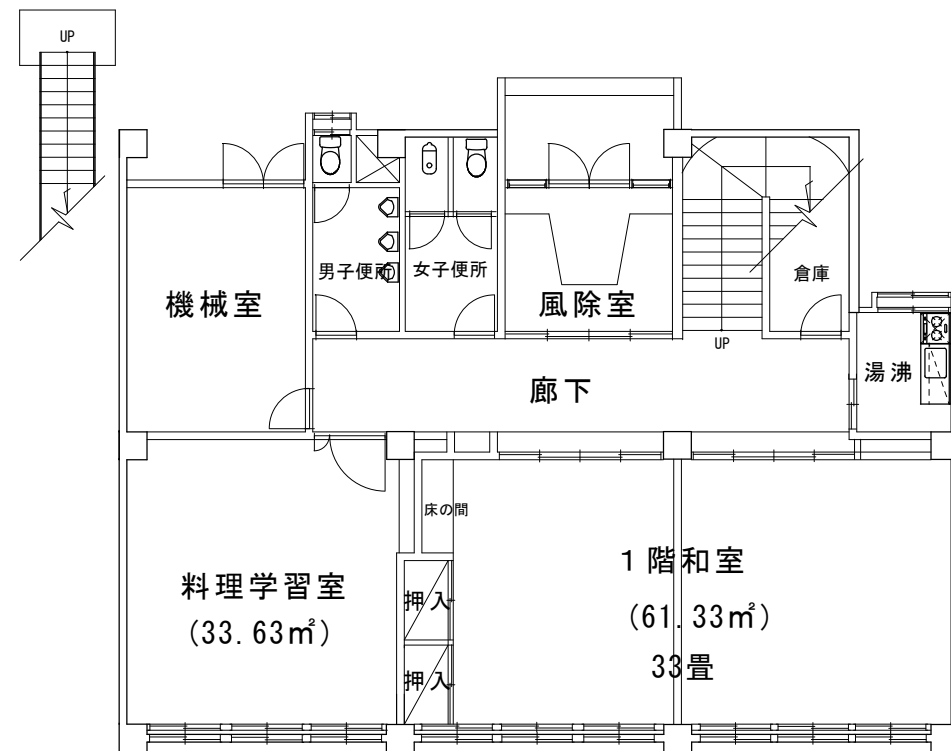 UP
機械室
男子便所
女子便所
風除室
倉庫
UP
廊下
湯沸
床の間
料理学習室
(33.63㎡)
押入
押入
１階和室
(61.33㎡)
33畳